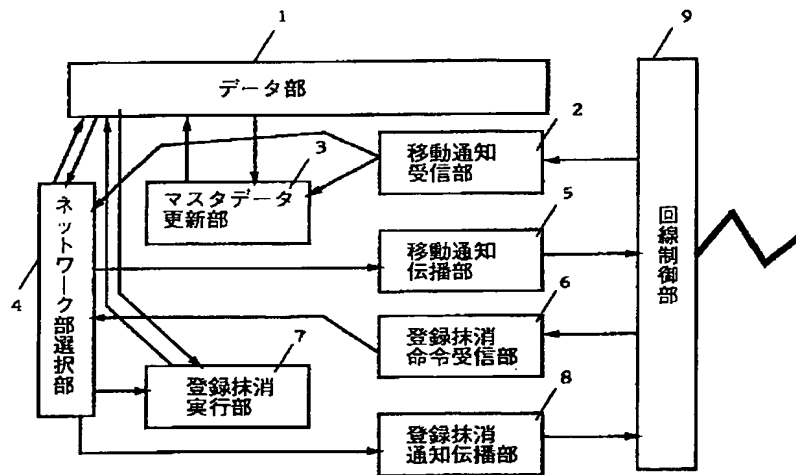 1
9
データ部
2
移動通知
受信部
3
マスタデータ
更新部
5
移動通知
伝播部
ネットワーク部選択部
4
回線制御部
6
登録抹消
命令受信部
7
登録抹消
実行部
8
登録抹消
通知伝播部